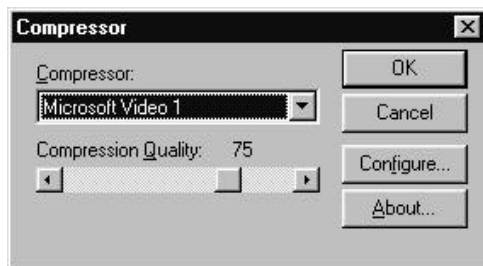 Compressor
Compressor:
Microsoft Video 1
Compression Quality: 75
OK
Cancel
Configure...
About...